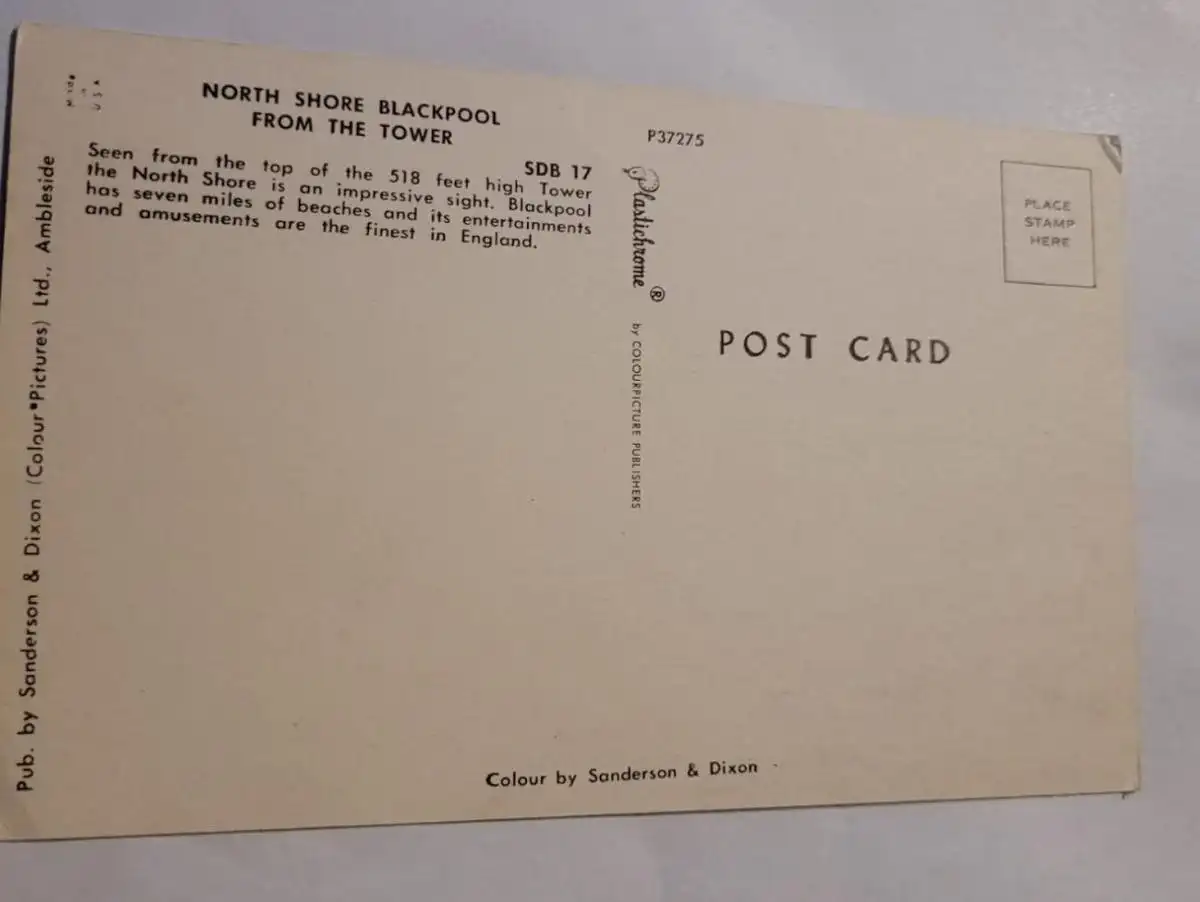 MADE
IN
USA
NORTH SHORE BLACKPOOL
FROM THE TOWER
SDB 17
Seen from the top of the 518 feet high Tower
the North Shore is an impressive sight. Blackpool
has seven miles of beaches and its entertainments
and amusements are the finest in England.
Pub. by Sanderson & Dixon (Colour•Pictures) Ltd., Ambleside
P37275
Plastichrome ®
by COLOURPICTURE PUBLISHERS
PLACE
STAMP
HERE
POST CARD
Colour by Sanderson & Dixon